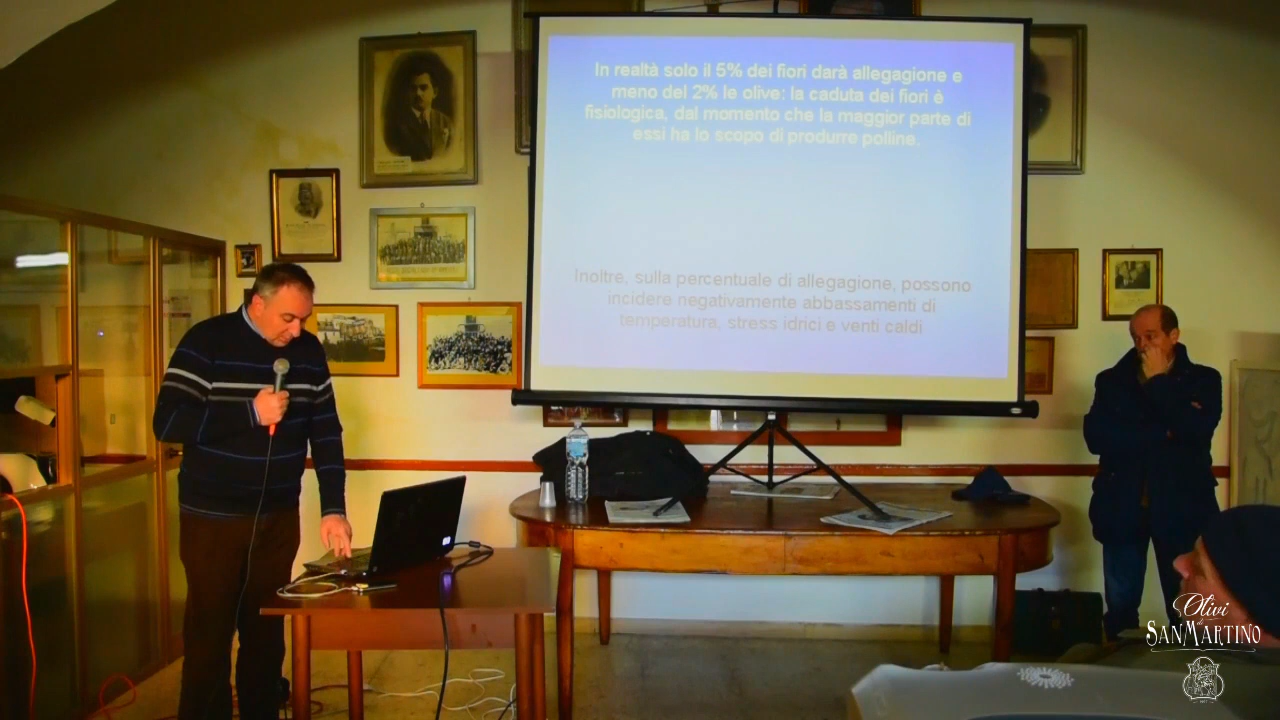 In realtà solo il 5% dei fiori darà allegagione e
meno del 2% le olive: la caduta dei fiori è
fisiologica, dal momento che la maggior parte di
essi ha lo scopo di produrre polline.
Inoltre, sulla percentuale di allegagione, possono
incidere negativamente abbassamenti di
temperatura, stress idrici e venti caldi
Olivi
di
SANMARTINO